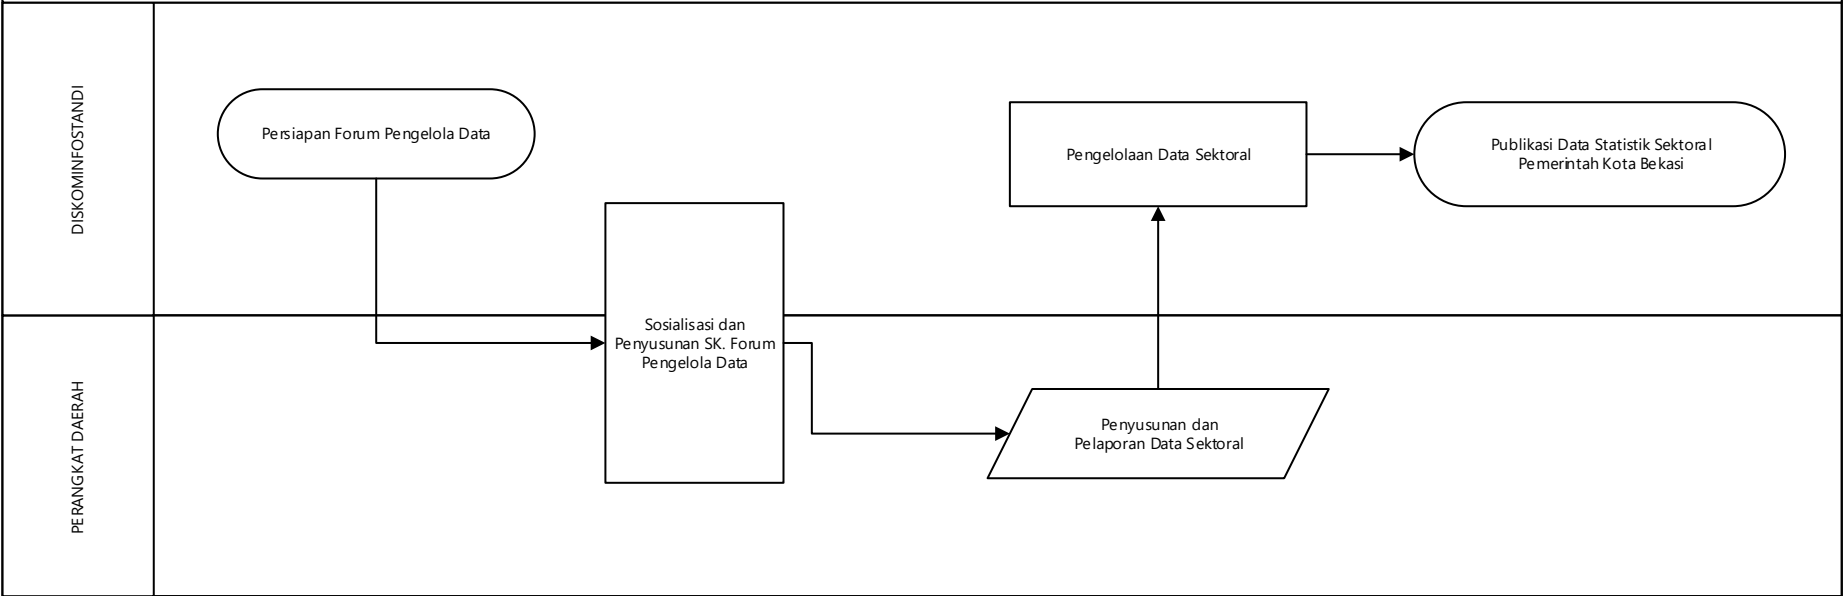 DISKOMINFOSTANDI
Persiapan Forum Pengelola Data
Pengelolaan Data Sektoral
Publikasi Data Statistik Sektoral
Pemerintah Kota Bekasi
PERANGKAT DAERAH
Sosialisasi dan
Penyusunan SK. Forum
Pengelola Data
Penyusunan dan
Pelaporan Data Sektoral